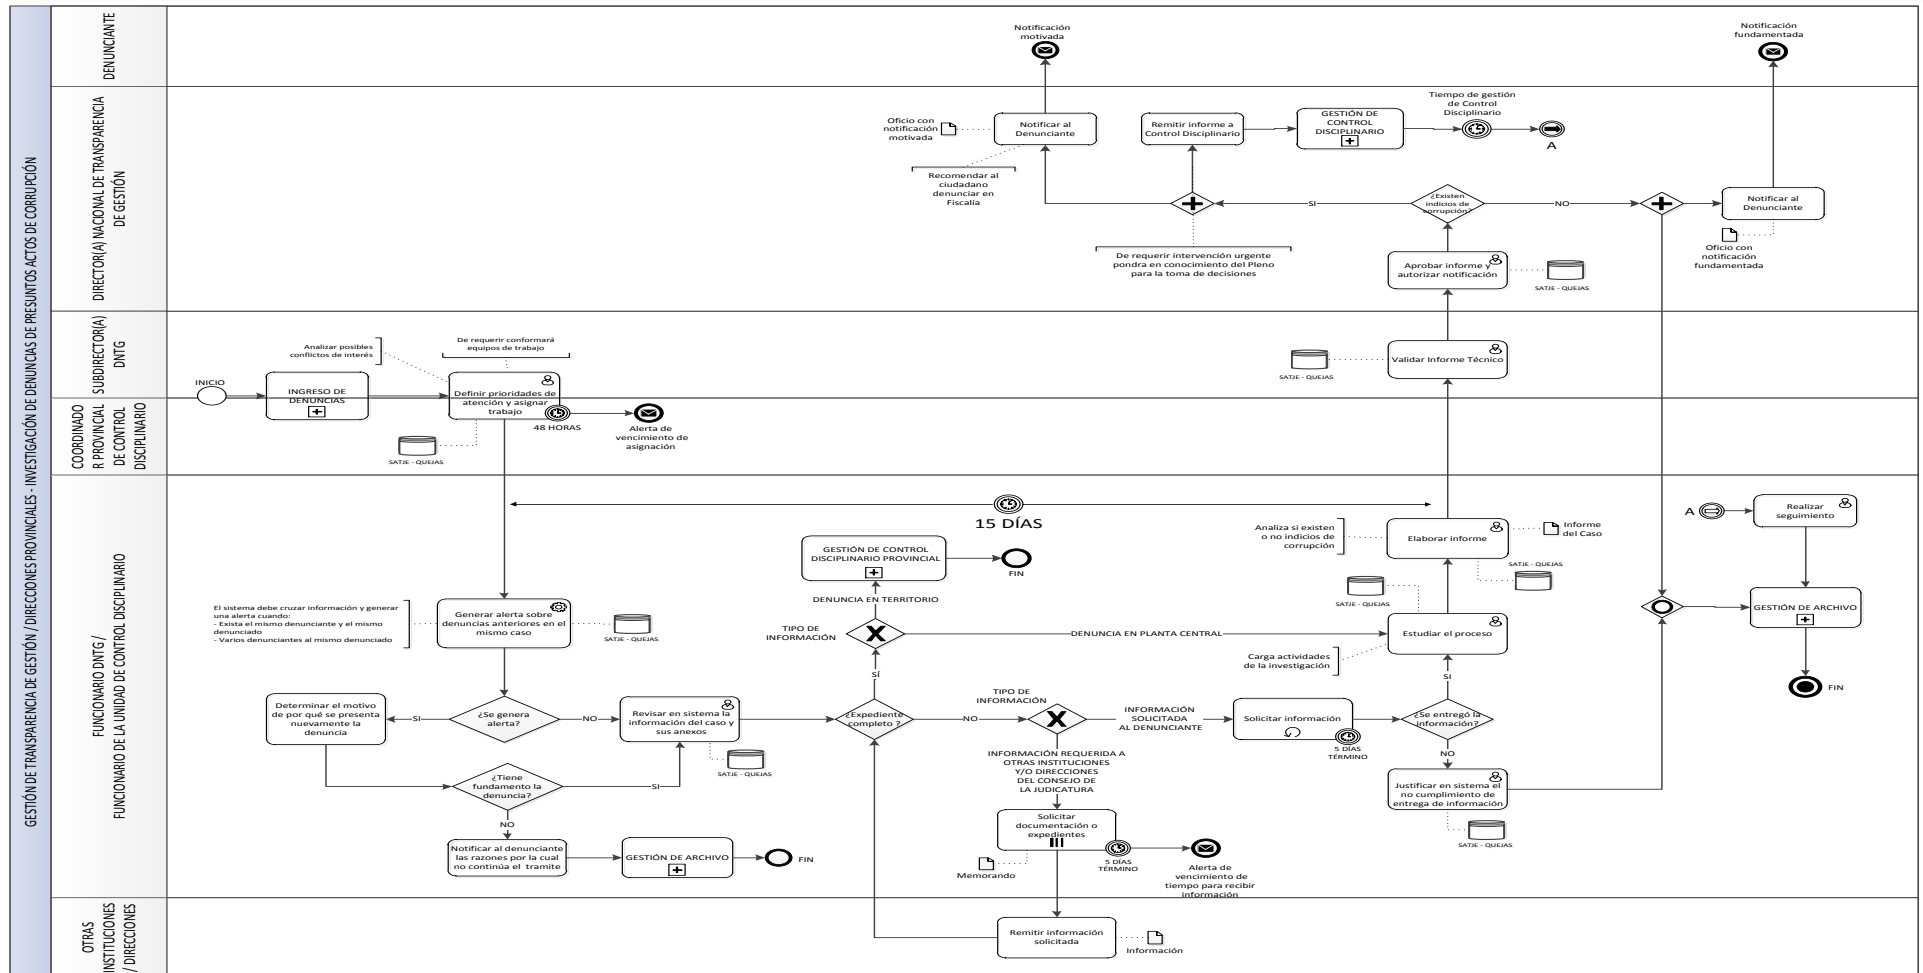 GESTIÓN DE TRANSPARENCIA DE GESTIÓN / DIRECCIONES PROVINCIALES - INVESTIGACIÓN DE DENUNCIAS DE PRESUNTOS ACTOS DE CORRUPCIÓN
DENUNCIANTE
Notificación
motivada
Notificación
fundamentada
DIRECTOR(A) NACIONAL DE TRANSPARENCIA
DE GESTIÓN
Oficio con
notificación
motivada
Notificar al
Denunciante
Recomendar al
ciudadano
denunciar en
Fiscalía
Remitir informe a
Control Disciplinario
GESTIÓN DE
CONTROL
DISCIPLINARIO
Tiempo de gestión
de Control
Disciplinario
A
SI
¿Existen
indicios de
corrupción?
NO
Notificar al
Denunciante
Oficio con
notificación
fundamentada
De requerir intervención urgente
pondra en conocimiento del Pleno
para la toma de decisiones
Aprobar informe y
autorizar notificación
SATJE - QUEJAS
SUBDIRECTOR(A)
DNTG
INICIO
INGRESO DE
DENUNCIAS
Analizar posibles
conflictos de interés
De requerir conformará
equipos de trabajo
Definir prioridades de
atención y asignar
trabajo
Validar Informe Técnico
SATJE - QUEJAS
COORDINADO
R PROVINCIAL
DE CONTROL
DISCIPLINARIO
48 HORAS
Alerta de
vencimiento de
asignación
SATJE - QUEJAS
FUNCIONARIO DNTG /
FUNCIONARIO DE LA UNIDAD DE CONTROL DISCIPLINARIO
15 DÍAS
Analiza si existen
o no indicios de
corrupción
Elaborar informe
Informe
del Caso
SATJE - QUEJAS
A
Realizar
seguimiento
GESTIÓN DE CONTROL
DISCIPLINARIO PROVINCIAL
FIN
DENUNCIA EN TERRITORIO
TIPO DE
INFORMACIÓN
DENUNCIA EN PLANTA CENTRAL
SATJE - QUEJAS
Estudiar el proceso
Carga actividades
de la investigación
GESTIÓN DE ARCHIVO
FIN
El sistema debe cruzar información y generar
una alerta cuando:
- Exista el mismo denunciante y el mismo
denunciado
- Varios denunciantes al mismo denunciado
Generar alerta sobre
denuncias anteriores en el
mismo caso
SATJE - QUEJAS
Determinar el motivo
de por qué se presenta
nuevamente la
denuncia
SI
¿Se genera
alerta?
NO
Revisar en sistema la
información del caso y
sus anexos
SATJE - QUEJAS
SÍ
¿Expediente
completo ?
NO
TIPO DE
INFORMACIÓN
INFORMACIÓN
SOLICITADA
AL DENUNCIANTE
Solicitar información
5 DÍAS
TÉRMINO
SI
¿Se entregó la
información?
NO
Justificar en sistema el
no cumplimiento de
entrega de información
SATJE - QUEJAS
¿Tiene
fundamento la
denuncia?
SI
NO
Notificar al denunciante
las razones por la cual
no continúa el tramite
GESTIÓN DE ARCHIVO
FIN
INFORMACIÓN REQUERIDA A
OTRAS INSTITUCIONES
Y/O DIRECCIONES
DEL CONSEJO DE
LA JUDICATURA
Solicitar
documentación o
expedientes
Memorando
5 DÍAS
TÉRMINO
Alerta de
vencimiento de
tiempo para recibir
información
OTRAS
INSTITUCIONES
/ DIRECCIONES
Remitir información
solicitada
Información